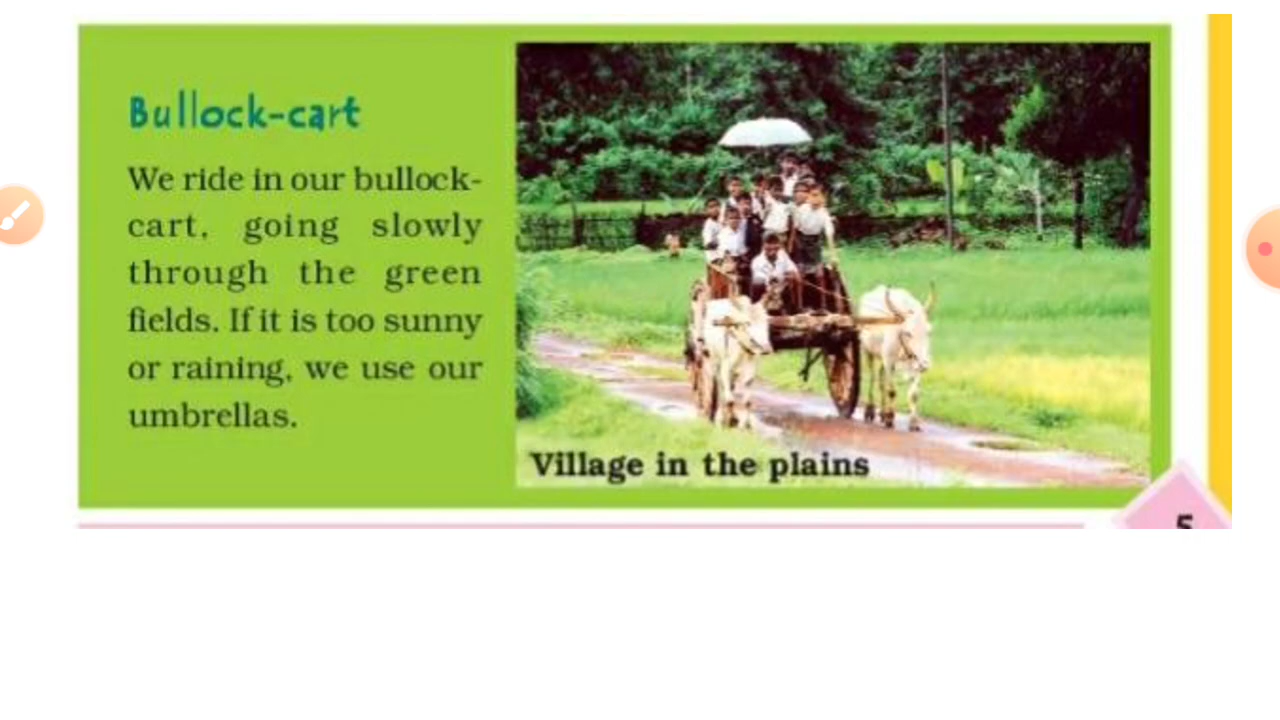 Bullock-cart
We ride in our bullock-
cart, going slowly
through the green
fields. If it is too sunny
or raining, we use our
umbrellas.
Village in the plains
5